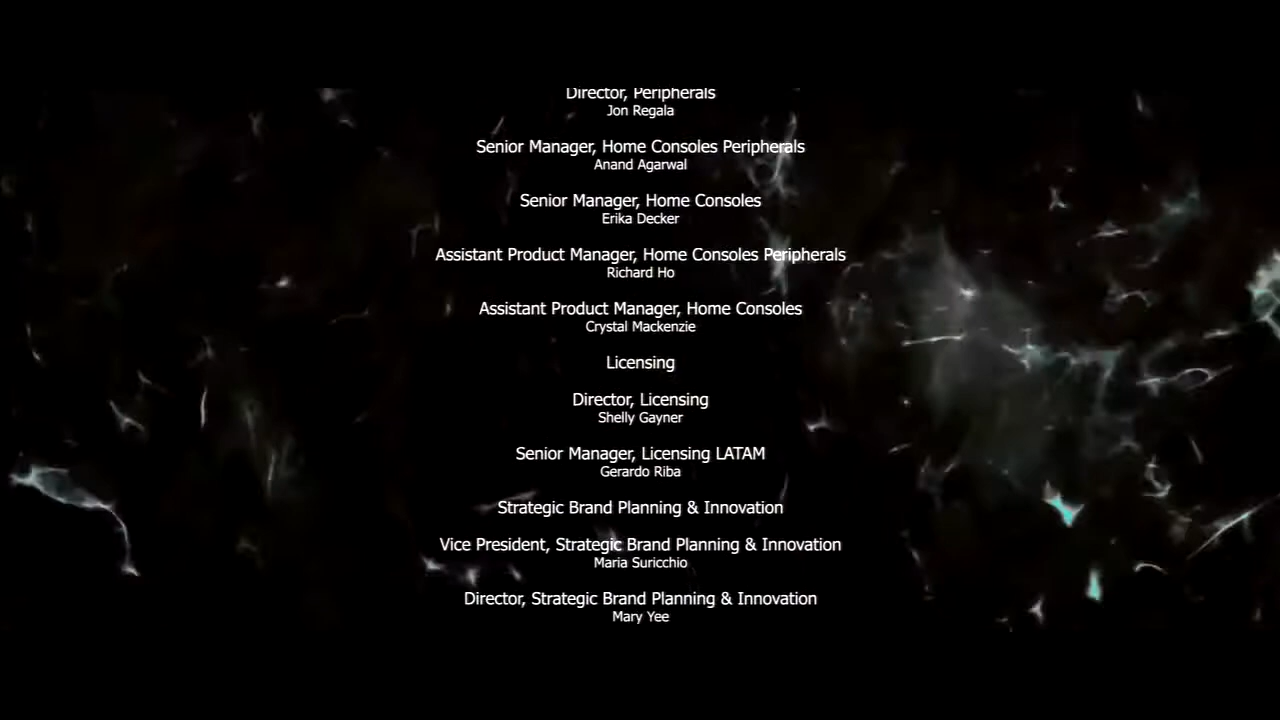 Director, Peripherals
Jon Regala
Senior Manager, Home Consoles Peripherals
Anand Agarwal
Senior Manager, Home Consoles
Erika Decker
Assistant Product Manager, Home Consoles Peripherals
Richard Ho
Assistant Product Manager, Home Consoles
Crystal Mackenzie
Licensing
Director, Licensing
Shelly Gayner
Senior Manager, Licensing LATAM
Gerardo Riba
Strategic Brand Planning & Innovation
Vice President, Strategic Brand Planning & Innovation
Maria Suricchio
Director, Strategic Brand Planning & Innovation
Mary Yee